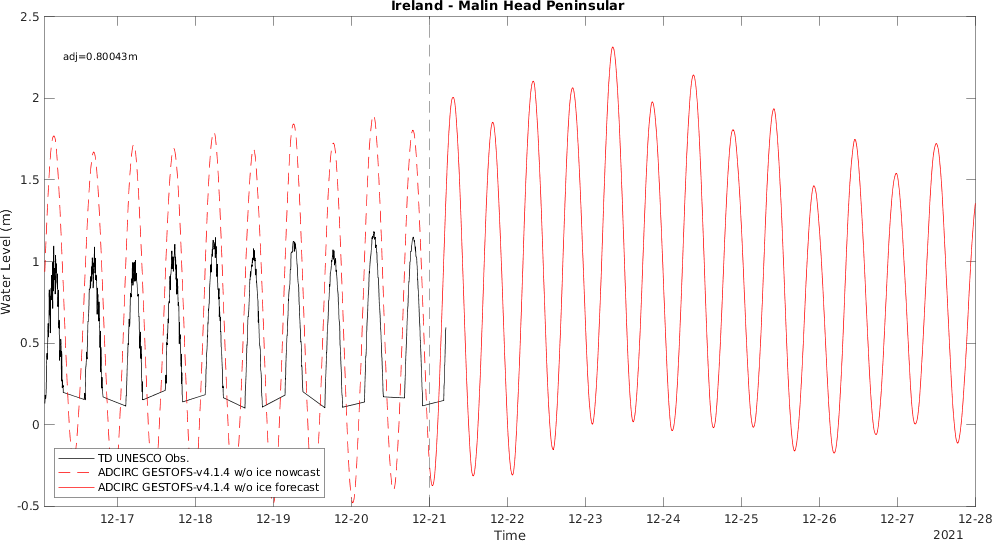 Ireland - Malin Head Peninsular
adj=0.80043m
Water Level (m)
2.5
2
1.5
1
0.5
0
-0.5
TD UNESCO Obs.
ADCIRC GESTOFS-v4.1.4 w/o ice nowcast
ADCIRC GESTOFS-v4.1.4 w/o ice forecast
12-17 12-18 12-19 12-20 12-21 12-22 12-23 12-24 12-25 12-26 12-27 12-28
Time
2021